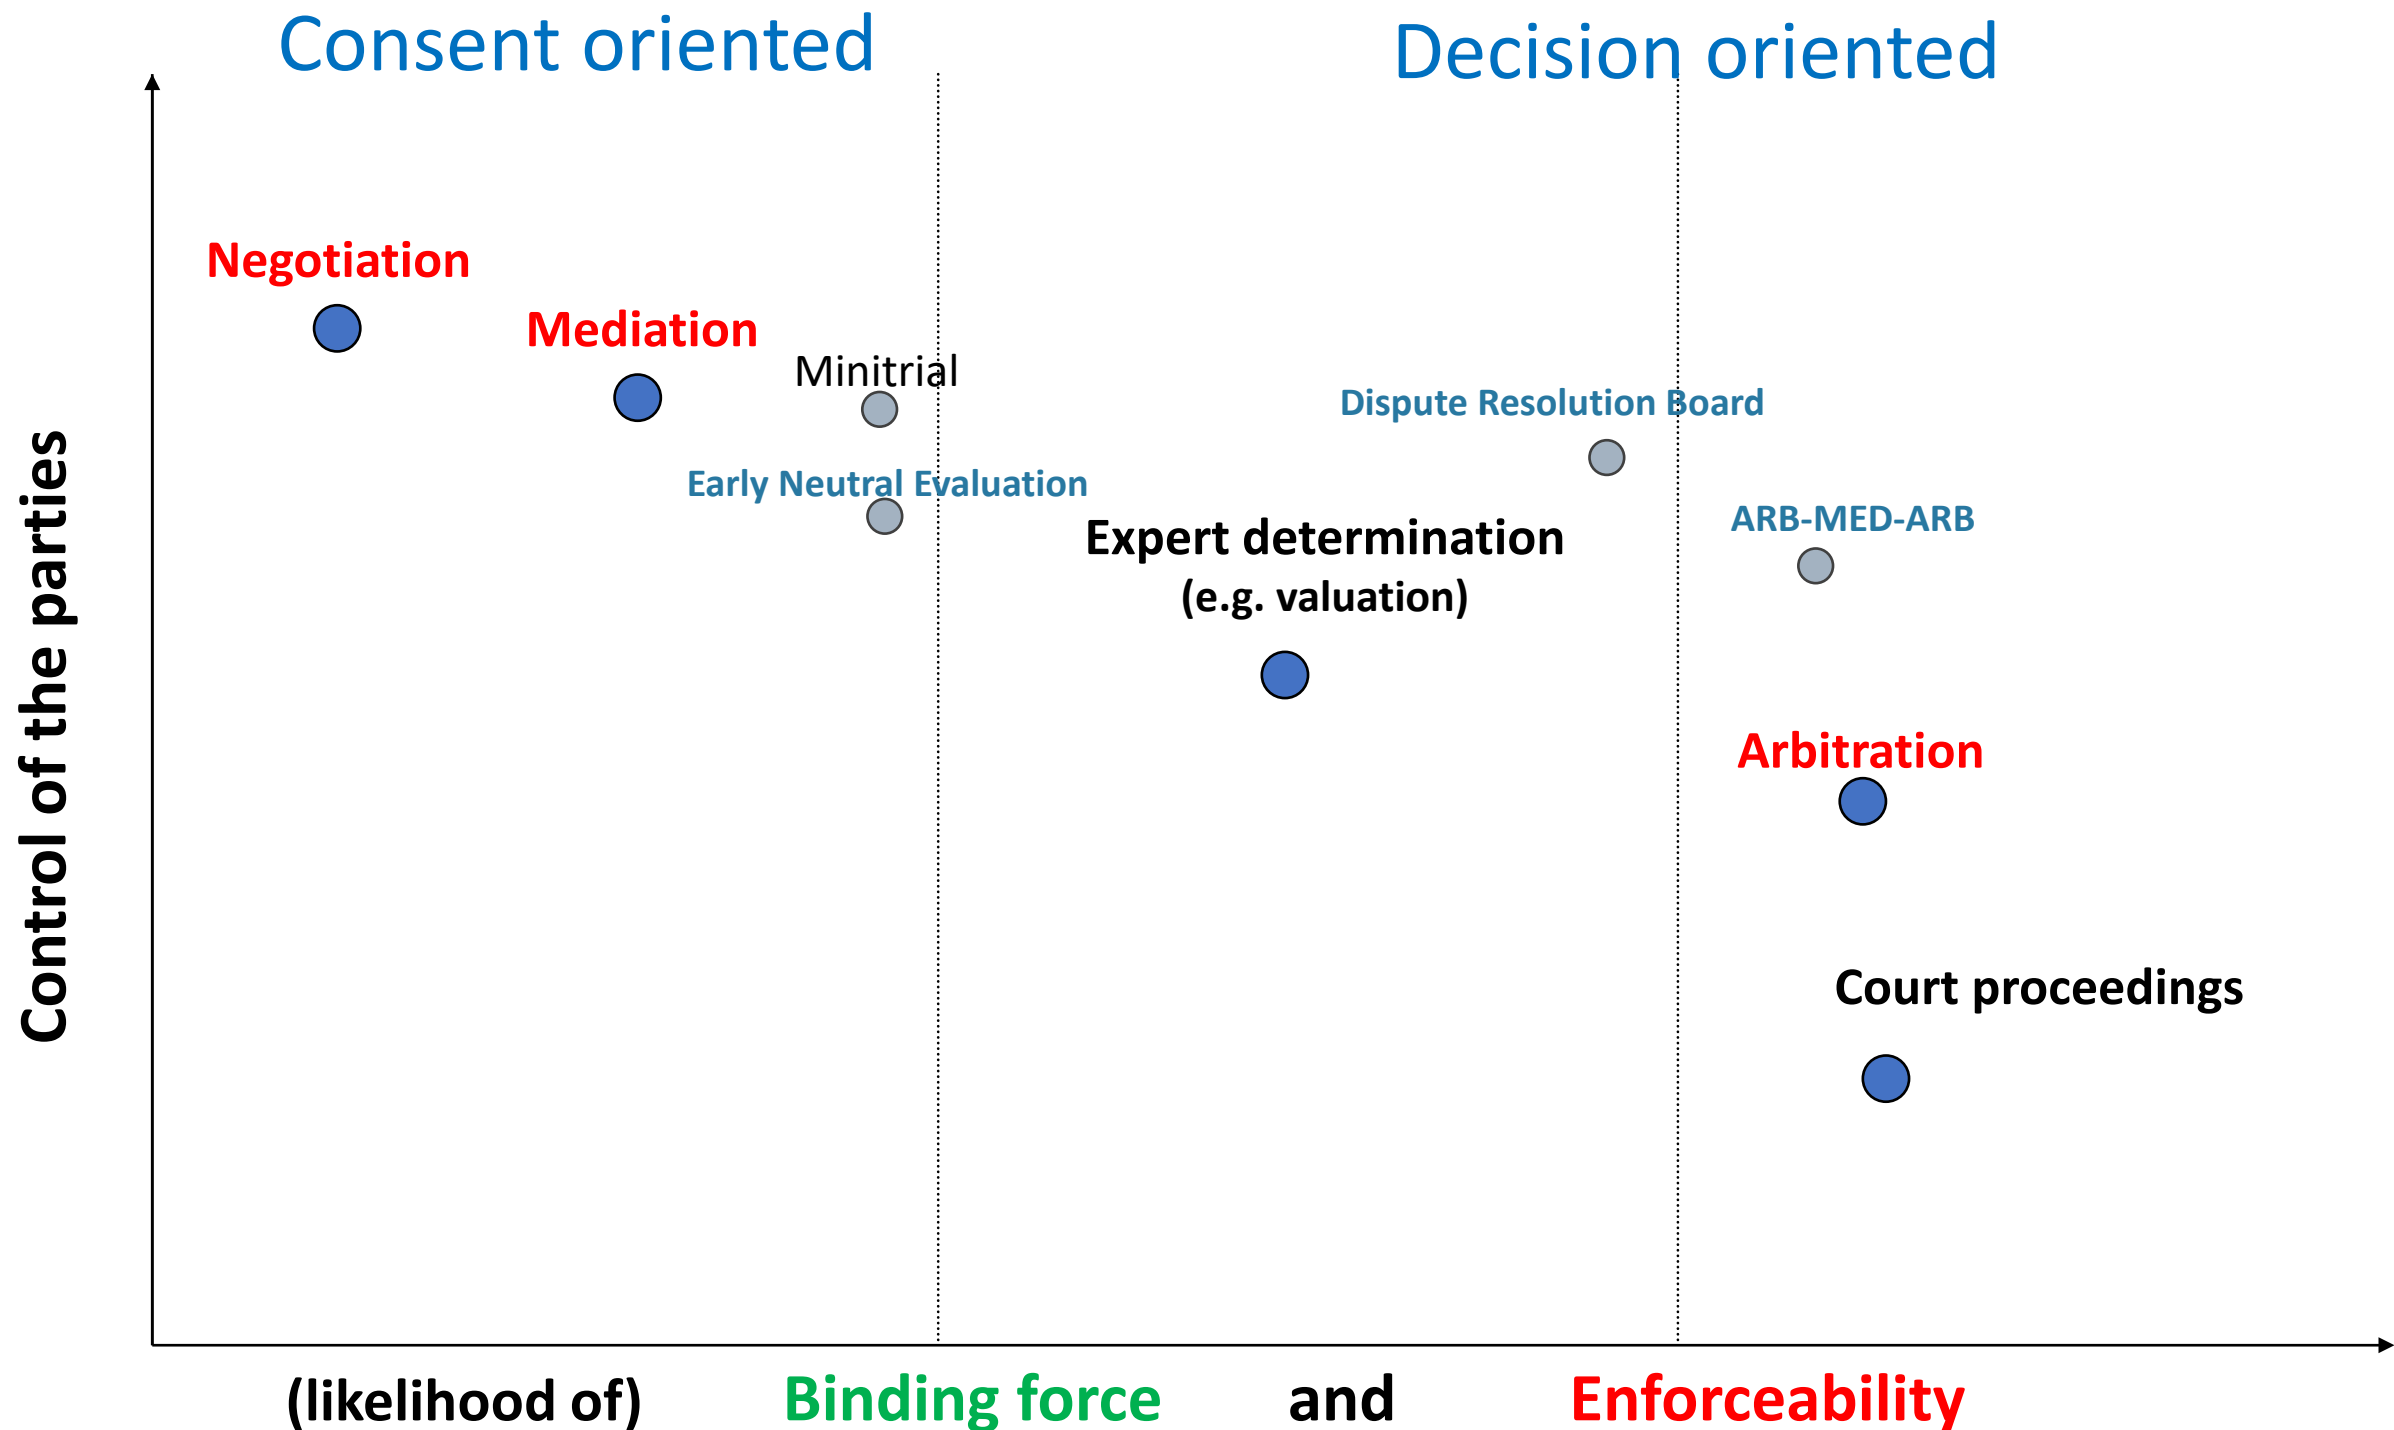 Consent oriented
Decision oriented
Negotiation
Mediation
Minitrial
Early Neutral Evaluation
Dispute Resolution Board
Expert determination
(e.g. valuation)
ARB-MED-ARB
Arbitration
Court proceedings
Control of the parties
(likelihood of) Binding force and Enforceability